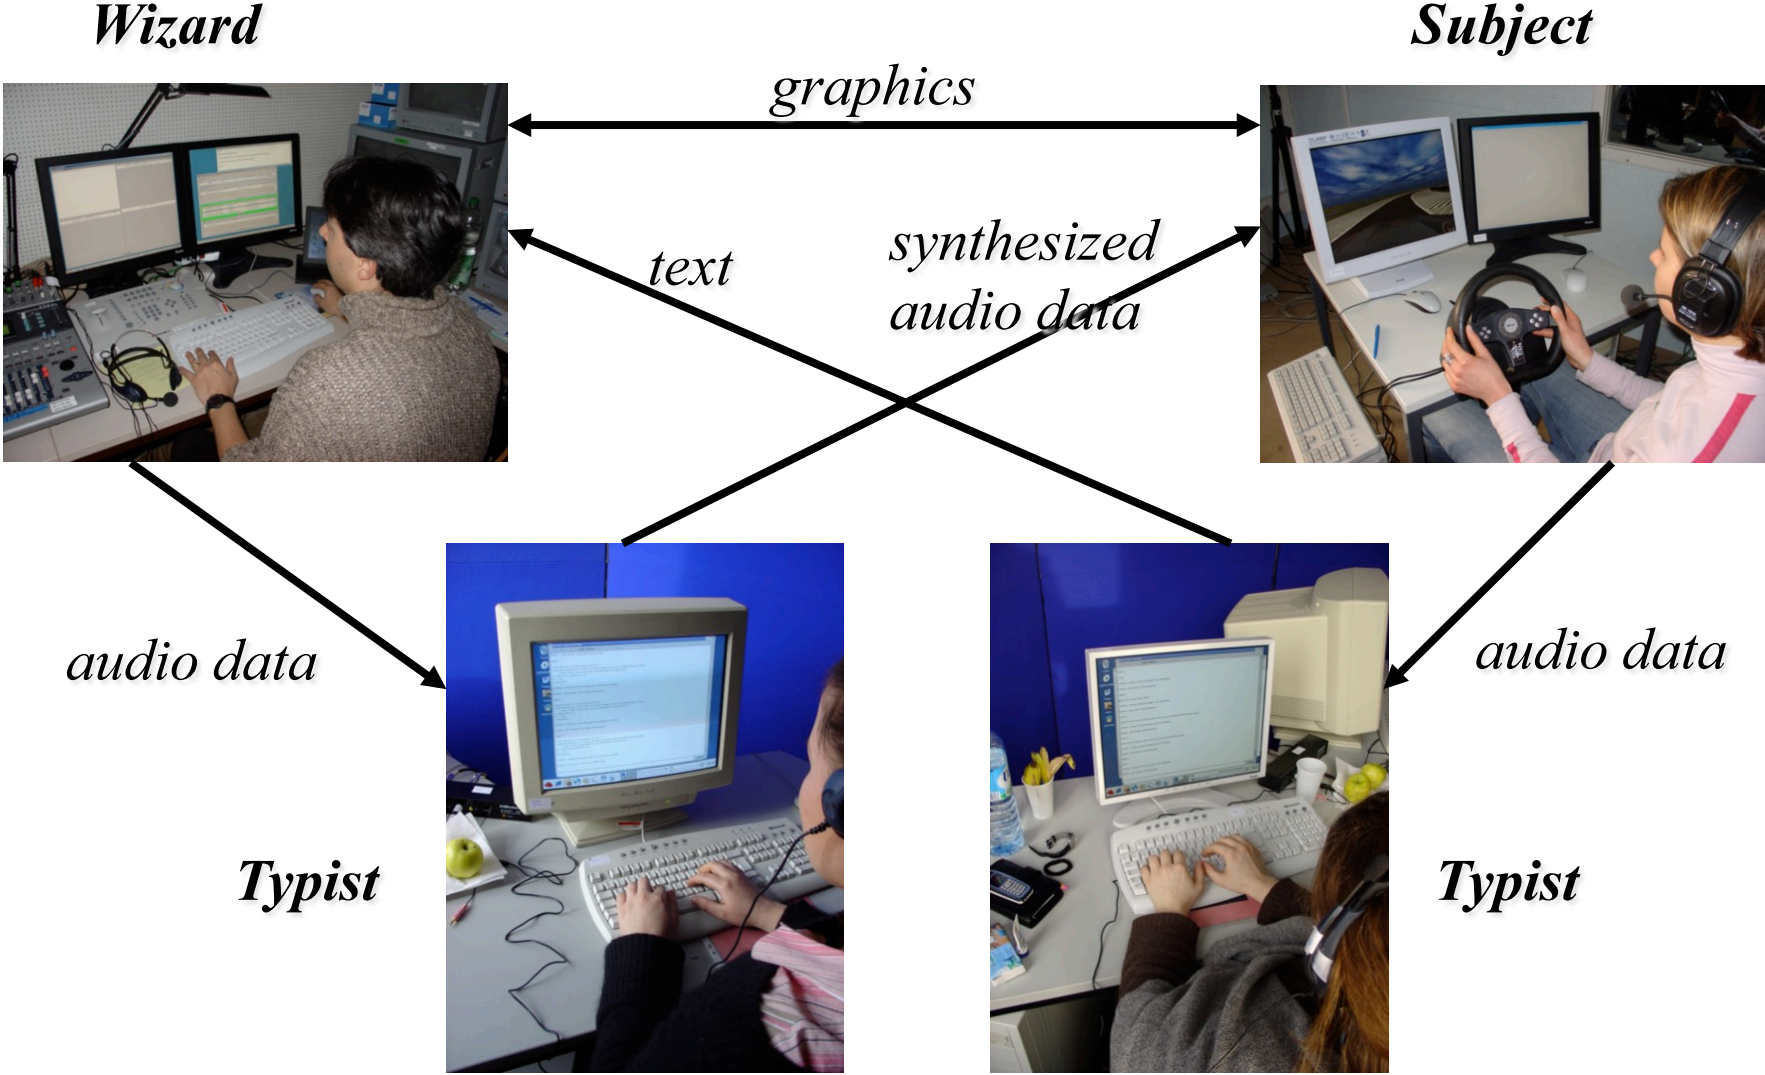 Wizard
Subject
graphics
text
synthesized
audio data
audio data
audio data
Typist
Typist